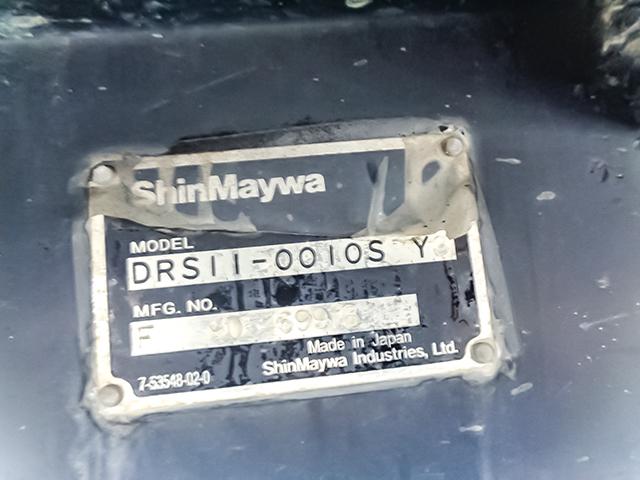 ShinMaywa
MODEL
DRS11-0010S Y
MFG. NO.
F
Made in Japan
ShinMaywa Industries, Ltd.
7-53548-02-0